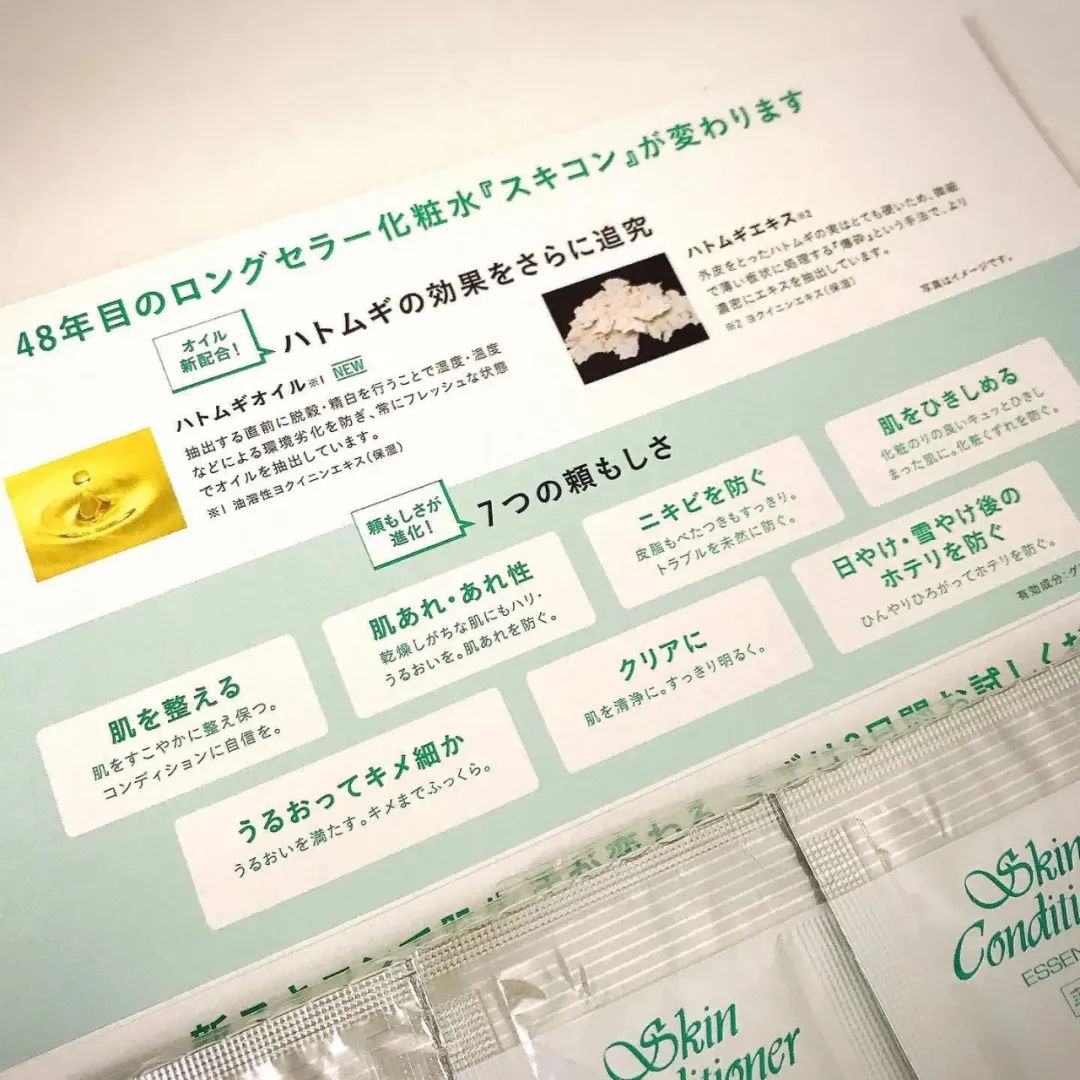 48年目のロングセラー化粧水『スキコン』が変わります
オイル
新配合!
ハトムギの効果をさらに追究
ハトムギオイル※1 NEW
抽出する直前に脱穀・精白を行うことで湿度・温度
などによる環境劣化を防ぎ、常にフレッシュな状態
でオイルを抽出しています。
※1 油溶性ヨクイニンエキス(保湿)
ハトムギエキス※2
外皮をとったハトムギの実はとても硬いため、微細
で薄い板状に処理する『爆砕』という手法で、より
濃密にエキスを抽出しています。
※2 ヨクイニンエキス(保湿)
写真はイメージです。
頼もしさが
進化!
7つの頼もしさ
肌を整える
肌をすこやかに整え保つ。
コンディションに自信を。
肌あれ・あれ性
乾燥しがちな肌にもハリ・
うるおいを。肌あれを防ぐ。
ニキビを防ぐ
皮脂もべたつきもすっきり。
トラブルを未然に防ぐ。
肌をひきしめる
化粧のりの良いキュッとひきし
まった肌に。化粧くずれを防ぐ。
うるおってキメ細か
うるおいを満たす。キメまでふっくら。
クリアに
肌を清浄に。すっきり明るく。
日やけ・雪やけ後の
ホテリを防ぐ
ひんやりひろがってホテリを防ぐ。
有効成分:グ
Skin
Conditioner
Skin
Conditi
ESSEN